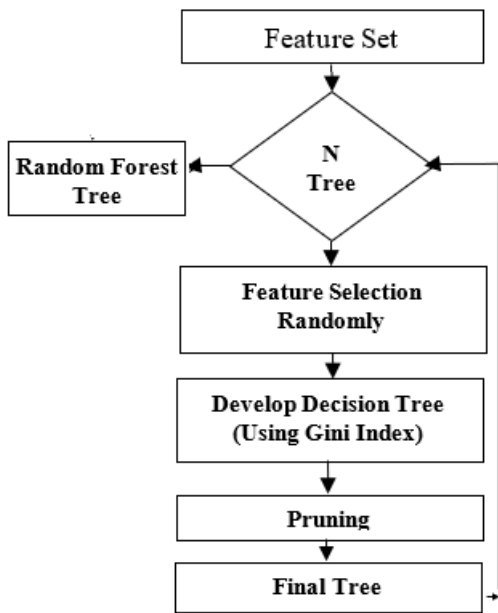 Feature Set
N
Tree
Random Forest
Tree
Feature Selection
Randomly
Develop Decision Tree
(Using Gini Index)
Pruning
Final Tree